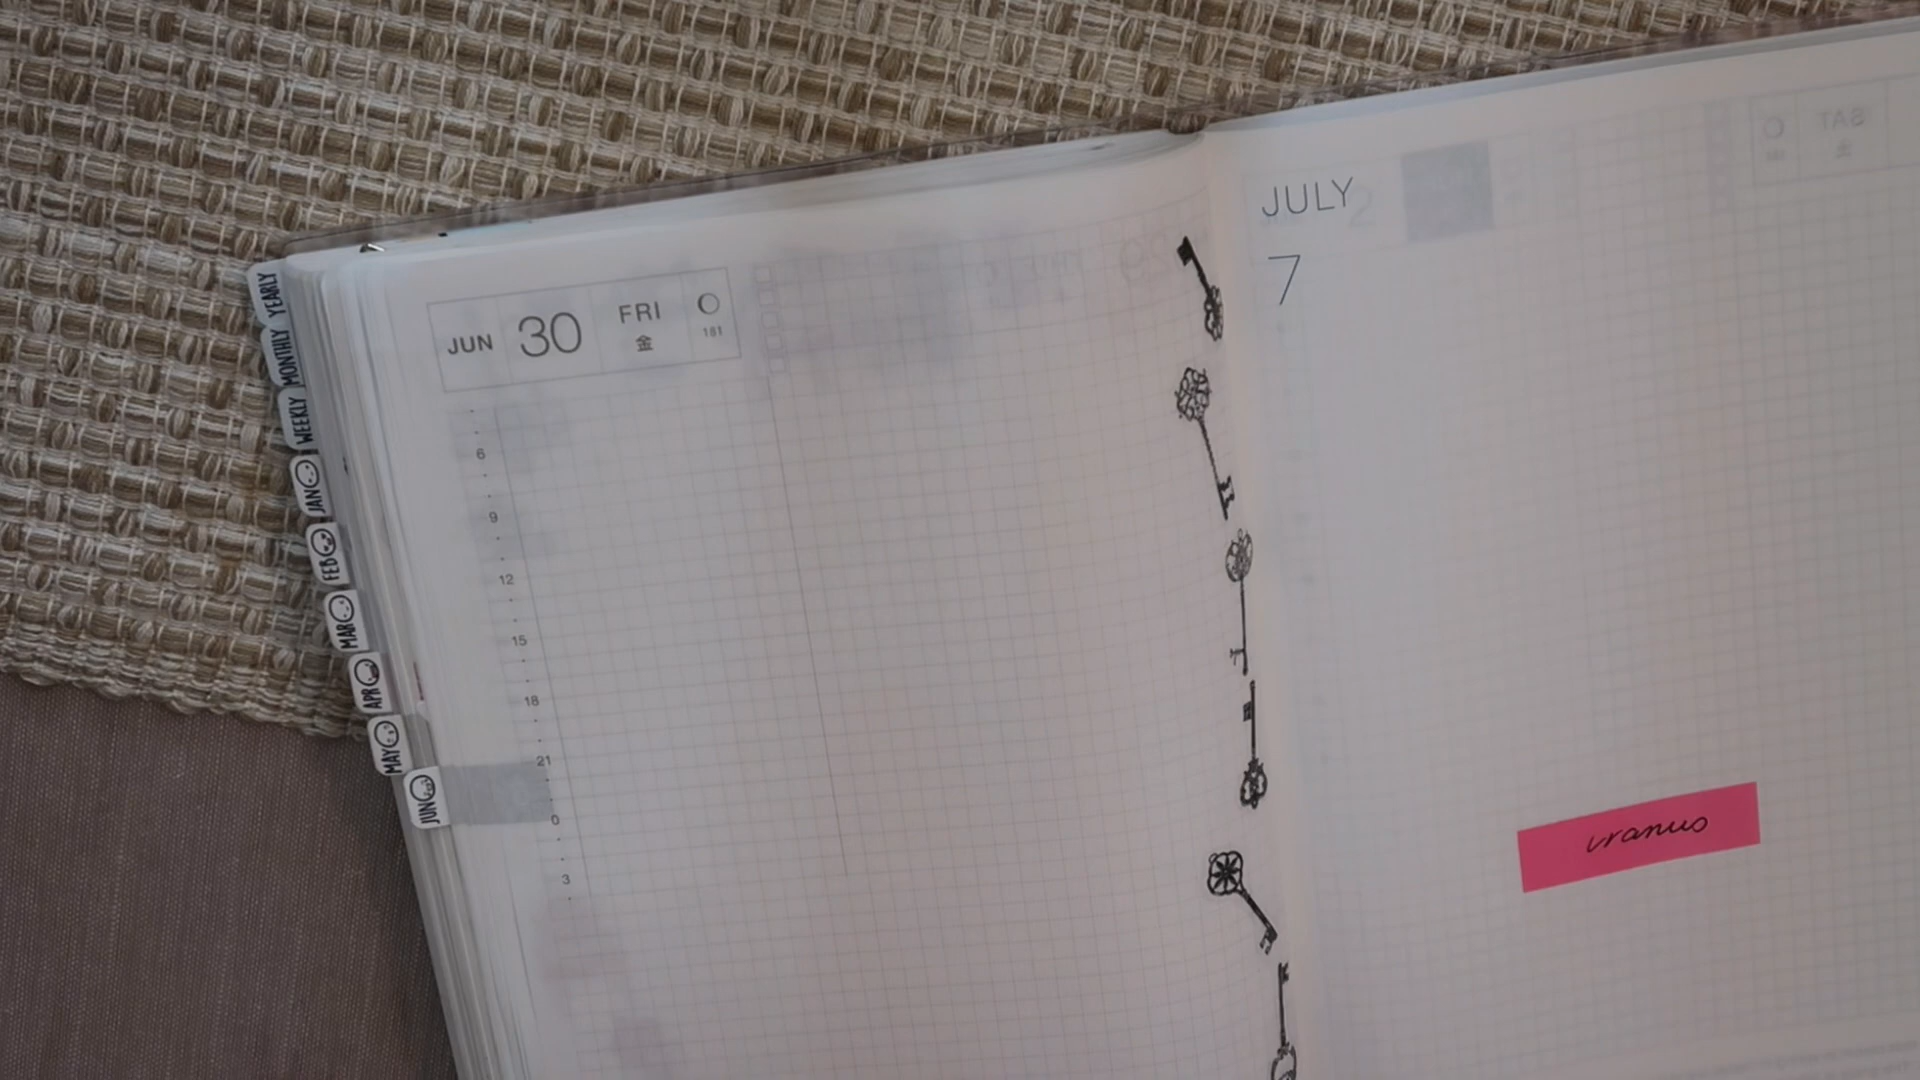 YEARLY
MONTHLY
WEEKLY
JAN
FEB
MAR
APR
MAY
JUN
JUN 30 FRI 金 181
6
9
12
15
18
21
0
3
JULY
7
uranus